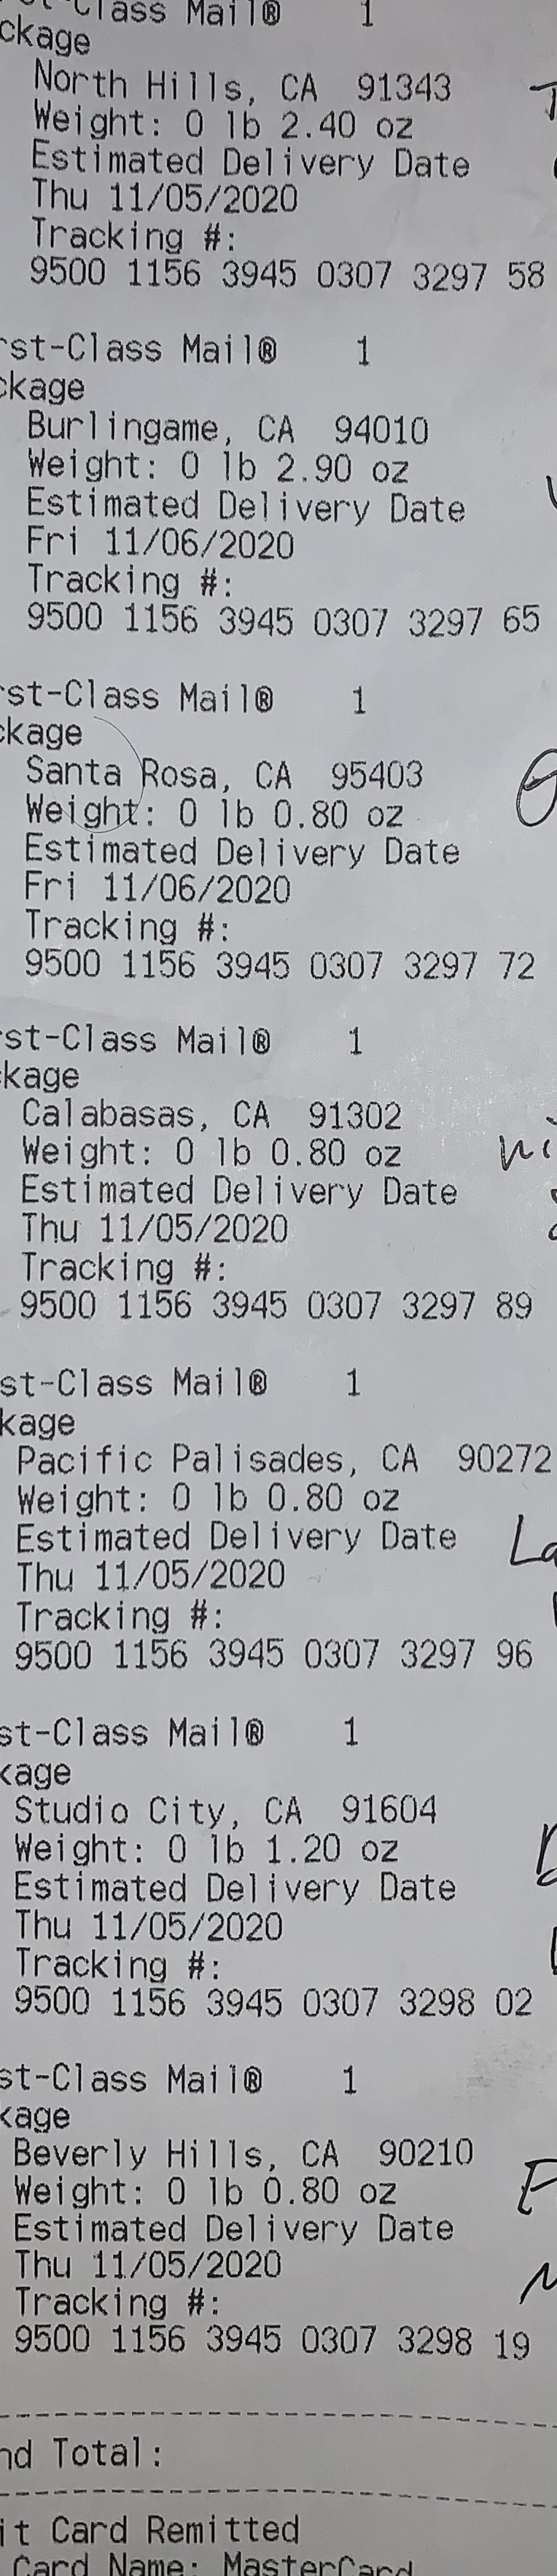 Class Mail® 1
ckage
North Hills, CA 91343
Weight: 0 lb 2.40 oz
Estimated Delivery Date
Thu 11/05/2020
Tracking #:
9500 1156 3945 0307 3297 58
rst-Class Mail® 1
ckage
Burlingame, CA 94010
Weight: 0 lb 2.90 oz
Estimated Delivery Date
Fri 11/06/2020
Tracking #:
9500 1156 3945 0307 3297 65
rst-Class Mail® 1
ckage
Santa Rosa, CA 95403
Weight: 0 lb 0.80 oz
Estimated Delivery Date
Fri 11/06/2020
Tracking #:
9500 1156 3945 0307 3297 72
rst-Class Mail® 1
kage
Calabasas, CA 91302
Weight: 0 lb 0.80 oz
Estimated Delivery Date
Thu 11/05/2020
Tracking #:
9500 1156 3945 0307 3297 89
st-Class Mail® 1
kage
Pacific Palisades, CA 90272
Weight: 0 lb 0.80 oz
Estimated Delivery Date
La
Thu 11/05/2020
Tracking #:
9500 1156 3945 0307 3297 96
st-Class Mail® 1
kage
Studio City, CA 91604
Weight: 0 lb 1.20 oz
Estimated Delivery Date
Thu 11/05/2020
Tracking #:
9500 1156 3945 0307 3298 02
st-Class Mail® 1
kage
Beverly Hills, CA 90210
Weight: 0 lb 0.80 oz
Estimated Delivery Date
Thu 11/05/2020
Tracking #:
9500 1156 3945 0307 3298 19
nd Total:
it Card Remitted
Card Name: MasterCard